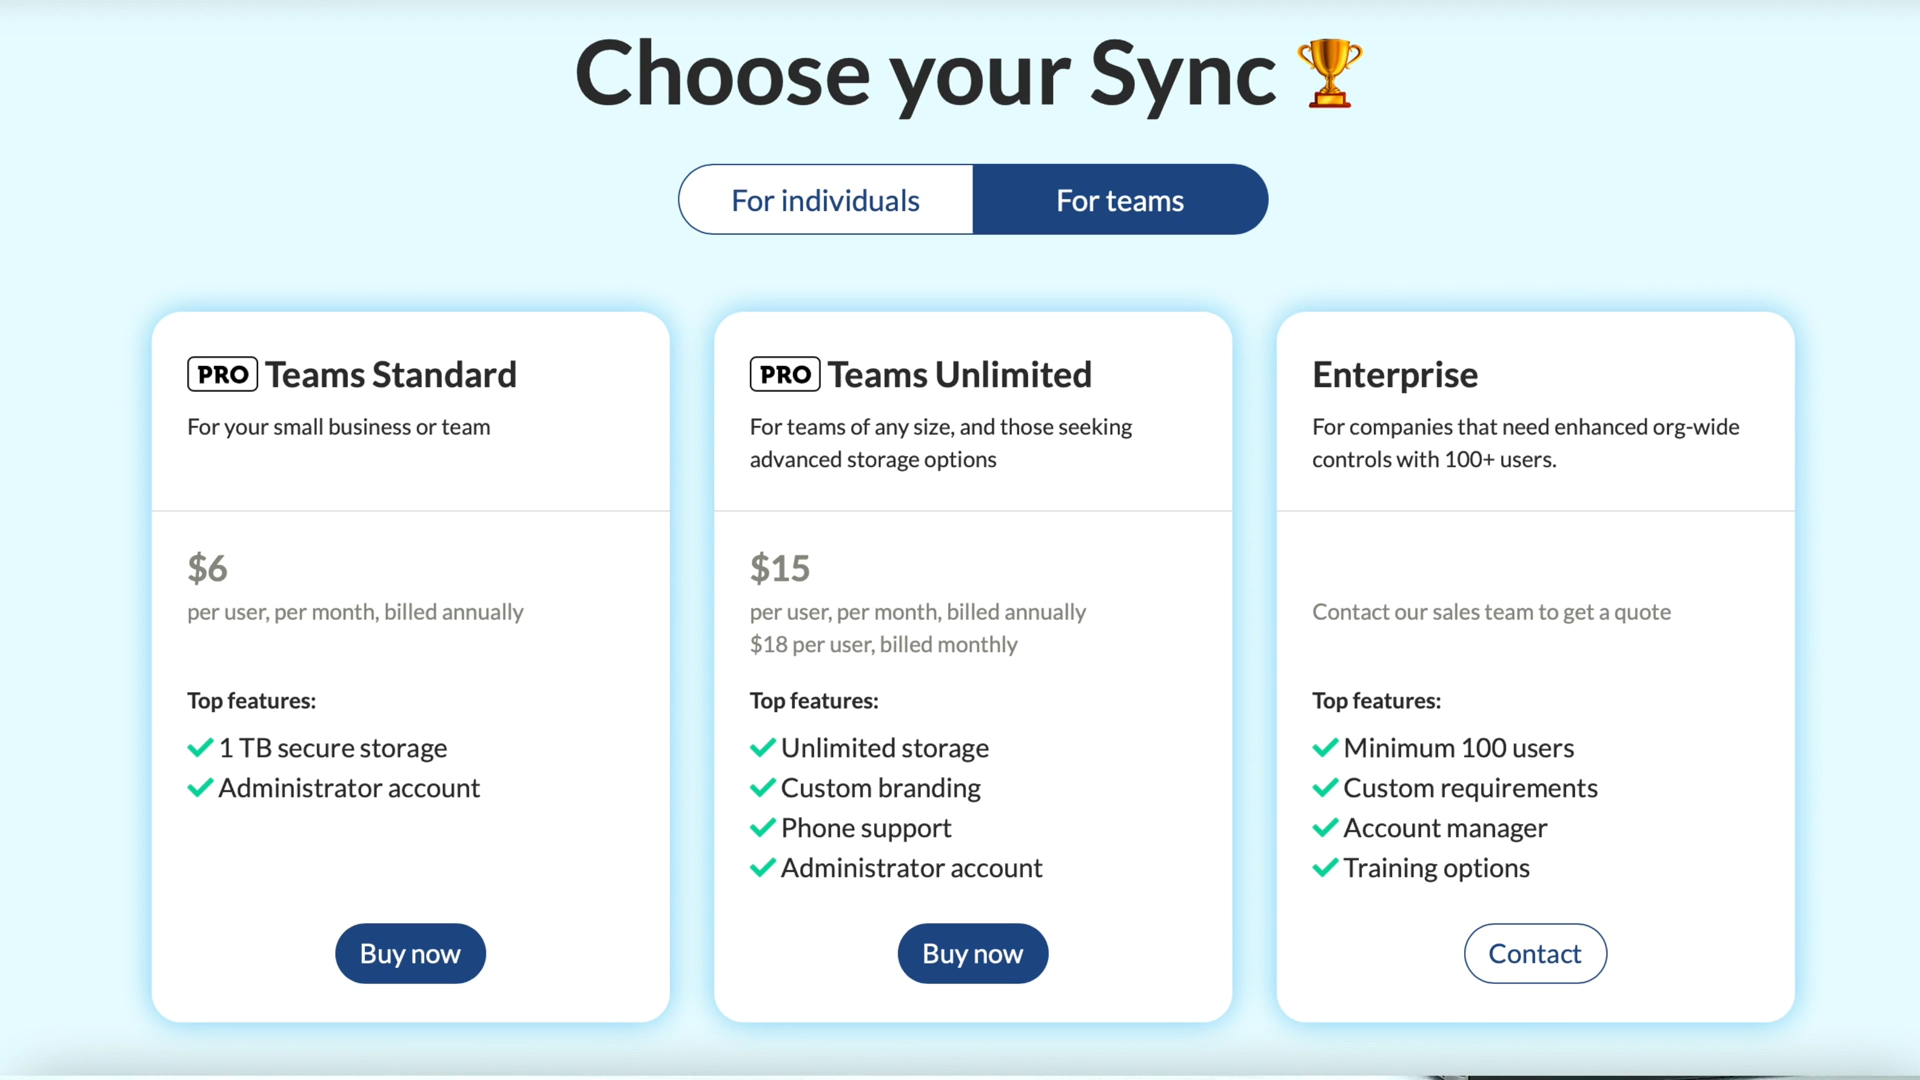 Choose your Sync 🏆
For individuals
For teams
PRO Teams Standard
For your small business or team
$6
per user, per month, billed annually
Top features:
1 TB secure storage
Administrator account
Buy now
PRO Teams Unlimited
For teams of any size, and those seeking
advanced storage options
$15
per user, per month, billed annually
$18 per user, billed monthly
Top features:
Unlimited storage
Custom branding
Phone support
Administrator account
Buy now
Enterprise
For companies that need enhanced org-wide
controls with 100+ users.
Contact our sales team to get a quote
Top features:
Minimum 100 users
Custom requirements
Account manager
Training options
Contact